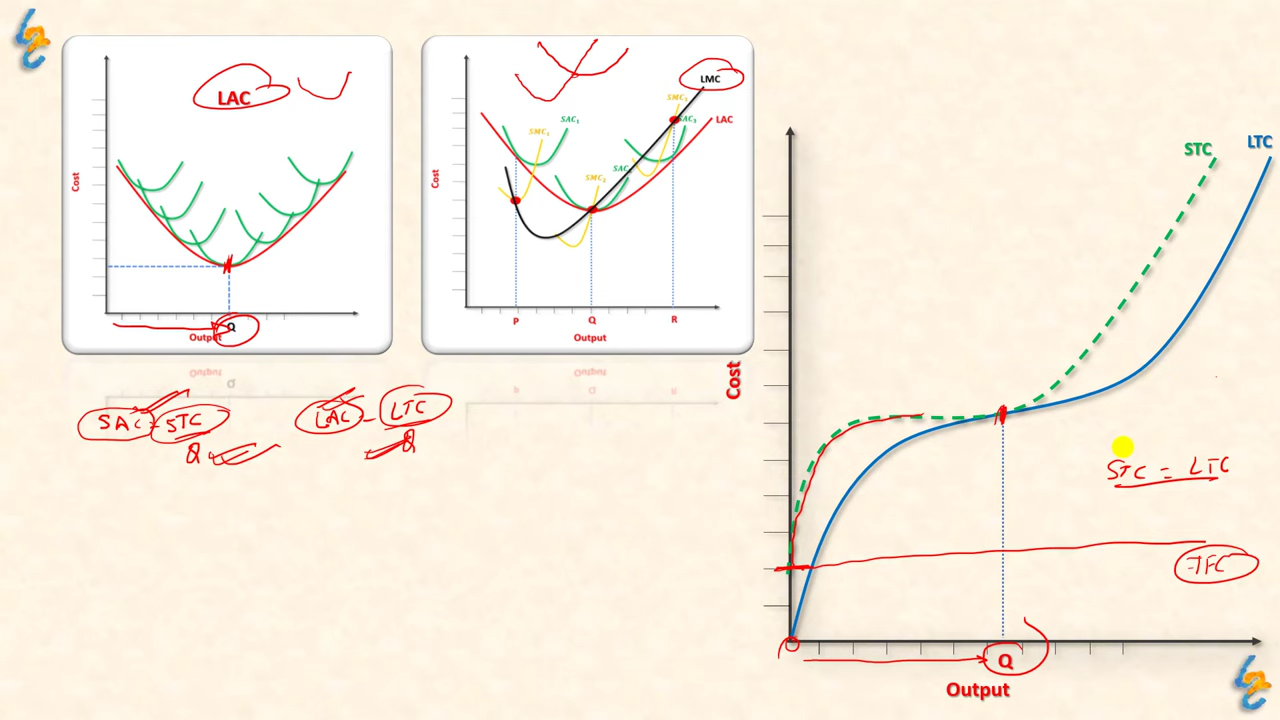 LAC
Cost
Q
Output
LMC
SMC₃
SAC₃
LAC
SAC₁
SMC₁
SAC
SMC₂
Cost
P Q R
Output
SAC = STC
Q
LAC = LTC
Q
STC
LTC
Cost
STC = LTC
TFC
O
Q
Output